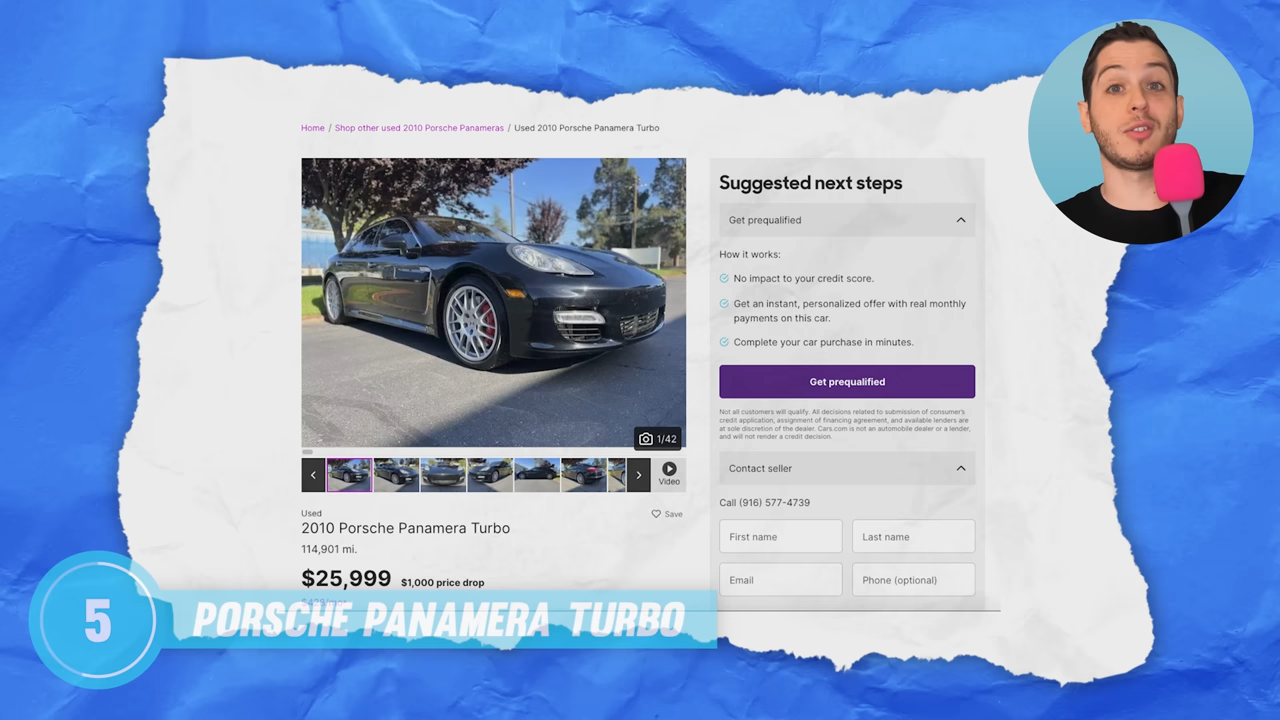 Home / Shop other used 2010 Porsche Panameras / Used 2010 Porsche Panamera Turbo
Suggested next steps
Get prequalified
How it works:
No impact to your credit score.
Get an instant, personalized offer with real monthly
payments on this car.
Complete your car purchase in minutes.
Get prequalified
Not all customers will qualify. All decisions related to submission of consumer's
credit application, assignment of financing agreement, and available lenders are
at sole discretion of the dealer. Cars.com is not an automobile dealer or a lender,
and will not render a credit decision.
1/42
Video
Contact seller
Call (916) 577-4739
First name
Last name
Email
Phone (optional)
Used
Save
2010 Porsche Panamera Turbo
114,901 mi.
$25,999 $1,000 price drop
5
PORSCHE PANAMERA TURBO